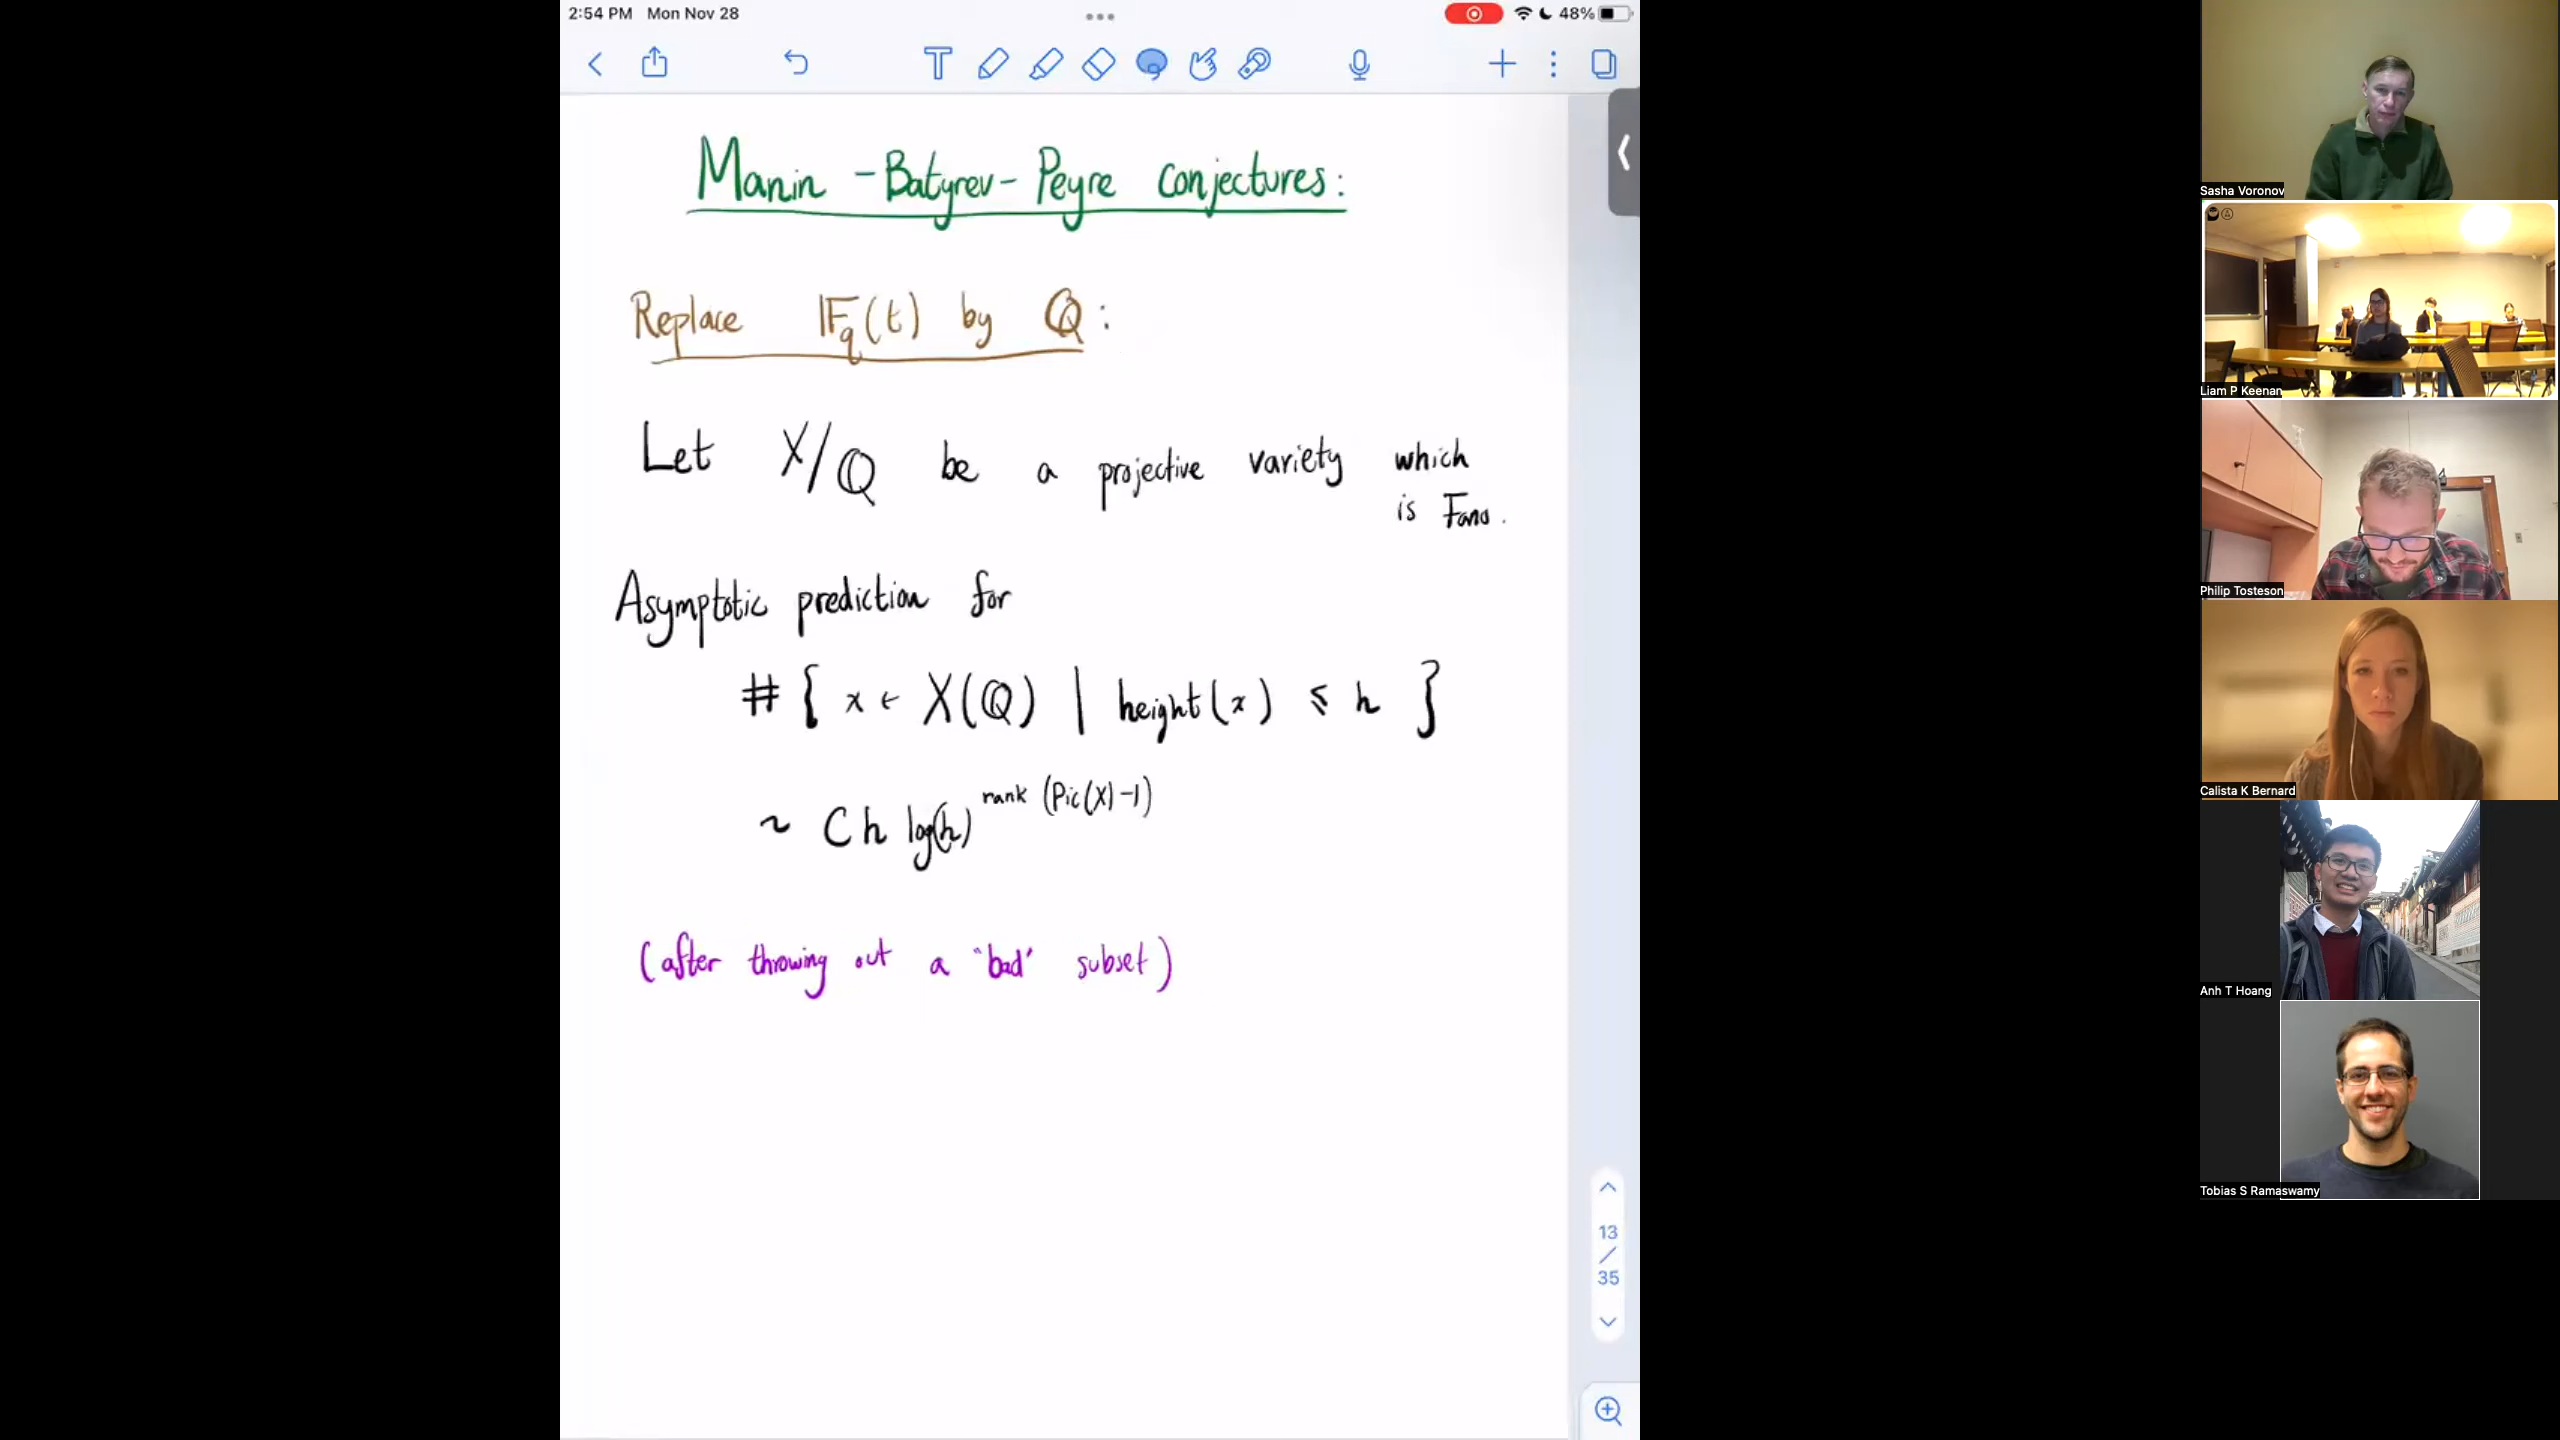 2:54 PM Mon Nov 28
48%
Manin - Batyrev - Peyre conjectures:
Replace 𝔽q(t) by ℚ:
Let X/ℚ be a projective variety which
is Fano.
Asymptotic prediction for
# { x ∈ X(ℚ) | height(x) ≤ h }
~ C h log(h)^rank (Pic(X)-1)
(after throwing out a "bad" subset)
13
/
35
Sasha Voronov
Liam P Keenan
Philip Tosteson
Calista K Bernard
Anh T Hoang
Tobias S Ramaswamy